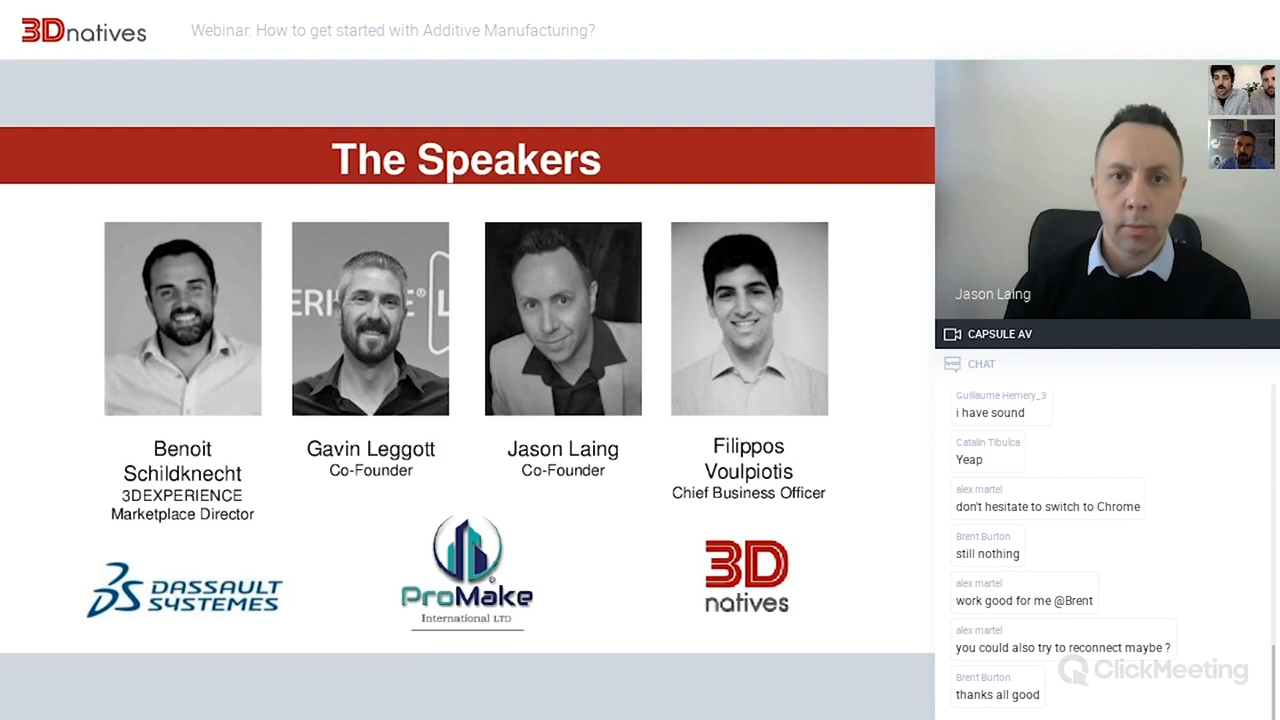 3Dnatives
Webinar: How to get started with Additive Manufacturing?
The Speakers
Benoit
Schildknecht
3DEXPERIENCE
Marketplace Director
Gavin Leggott
Co-Founder
Jason Laing
Co-Founder
Filippos
Voulpiotis
Chief Business Officer
DASSAULT
SYSTEMES
ProMake
International LTD
3D
natives
Jason Laing
CAPSULE AV
CHAT
Guillaume Hemery_3
i have sound
Catalin Tibulca
Yeap
alex martel
don't hesitate to switch to Chrome
Brent Burton
still nothing
alex martel
work good for me @Brent
alex martel
you could also try to reconnect maybe ?
Brent Burton
thanks all good
ClickMeeting